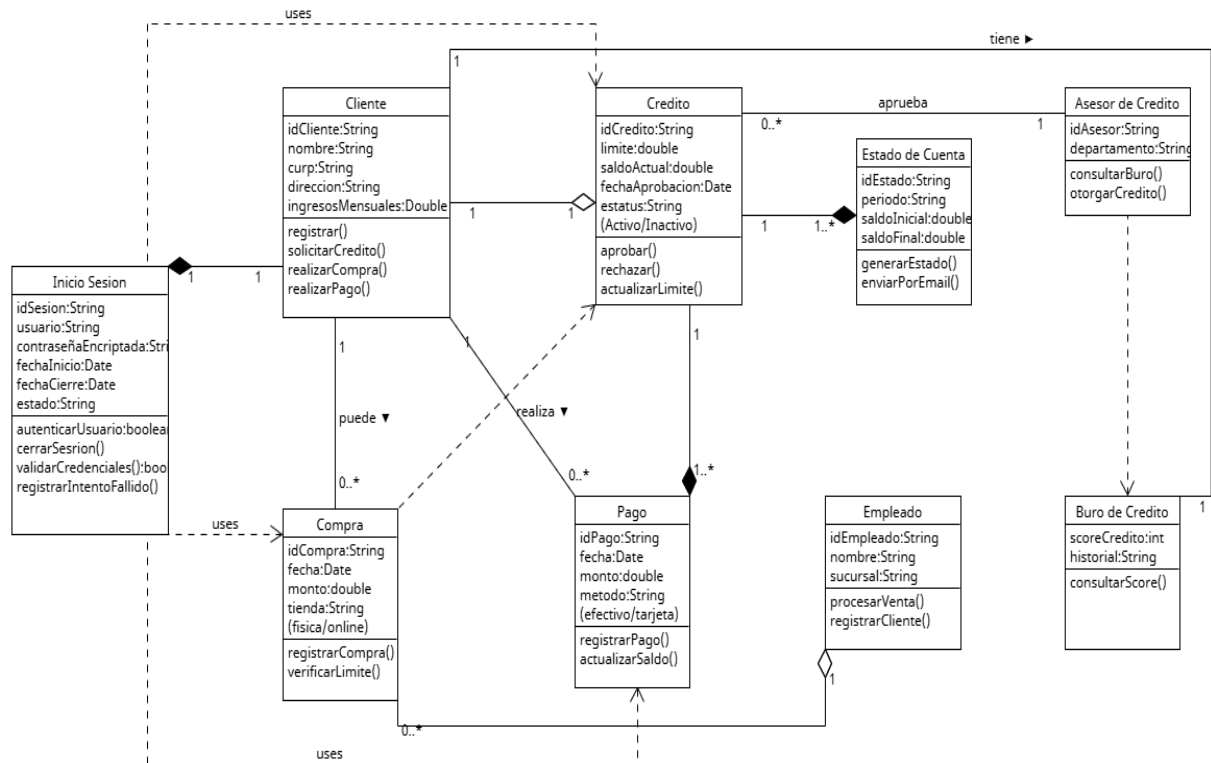 uses
tiene ►
1
Cliente
idCliente:String
nombre:String
curp:String
direccion:String
ingresosMensuales:Double
registrar()
solicitarCredito()
realizarCompra()
realizarPago()
Credito
idCredito:String
limite:double
saldoActual:double
fechaAprobacion:Date
estatus:String
(Activo/Inactivo)
aprobar()
rechazar()
actualizarLimite()
aprueba
0..*
1
Asesor de Credito
idAsesor:String
departamento:String
consultarBuro()
otorgarCredito()
Estado de Cuenta
idEstado:String
periodo:String
saldoInicial:double
saldoFinal:double
generarEstado()
enviarPorEmail()
1
1
1
1..*
Inicio Sesion
idSesion:String
usuario:String
contraseñaEncriptada:Stri
fechaInicio:Date
fechaCierre:Date
estado:String
autenticarUsuario:boolear
cerrarSesrion()
validarCredenciales():boo
registrarIntentoFallido()
1
1
1
puede ▼
0..*
1
realiza ▼
0..*
1
1..*
uses
Compra
idCompra:String
fecha:Date
monto:double
tienda:String
(fisica/online)
registrarCompra()
verificarLimite()
Pago
idPago:String
fecha:Date
monto:double
metodo:String
(efectivo/tarjeta)
registrarPago()
actualizarSaldo()
Empleado
idEmpleado:String
nombre:String
sucursal:String
procesarVenta()
registrarCliente()
Buro de Credito
scoreCredito:int
historial:String
consultarScore()
1
1
0..*
uses